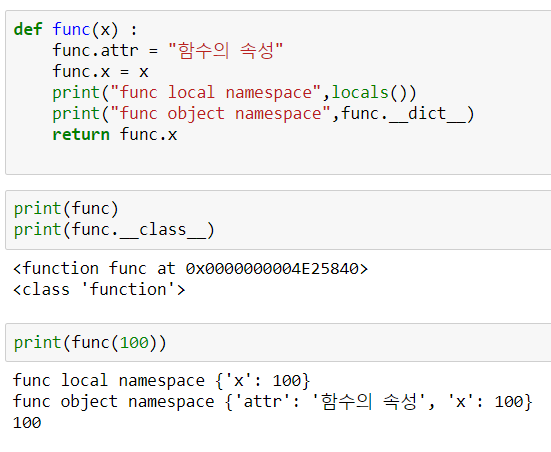 def func(x) :
    func.attr = "함수의 속성"
    func.x = x
    print("func local namespace",locals())
    print("func object namespace",func.__dict__)
    return func.x
print(func)
print(func.__class__)
<function func at 0x0000000004E25840>
<class 'function'>
print(func(100))
func local namespace {'x': 100}
func object namespace {'attr': '함수의 속성', 'x': 100}
100